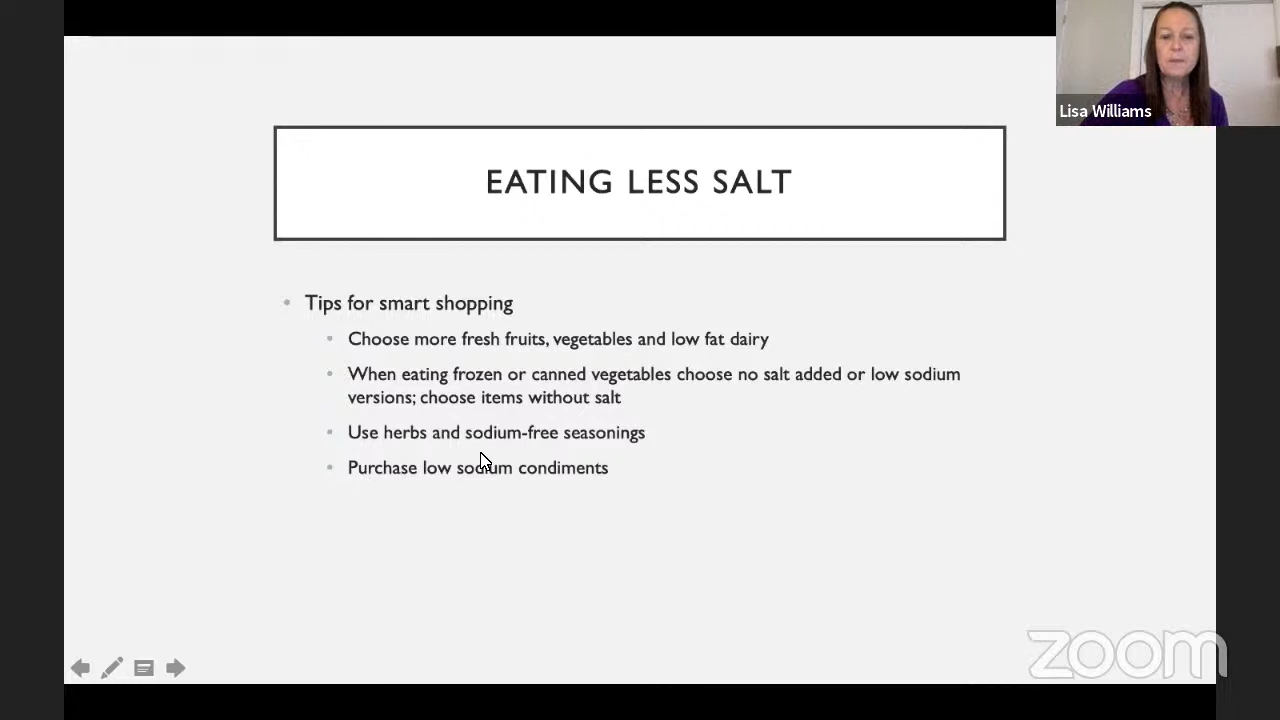 Lisa Williams
EATING LESS SALT
Tips for smart shopping
Choose more fresh fruits, vegetables and low fat dairy
When eating frozen or canned vegetables choose no salt added or low sodium
versions; choose items without salt
Use herbs and sodium-free seasonings
Purchase low sodium condiments
zoom